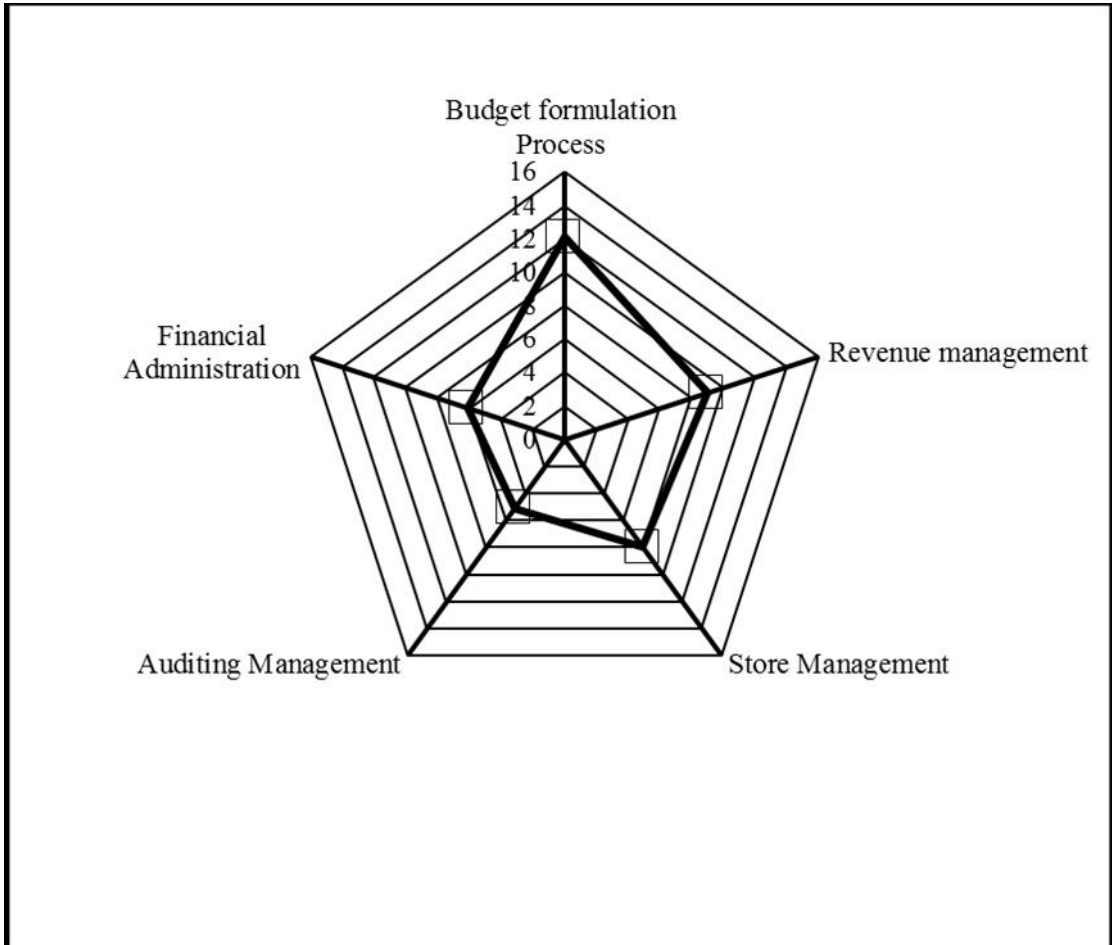 Budget formulation
Process
16
14
12
10
8
6
4
2
0
Financial
Administration
Revenue management
Auditing Management
Store Management